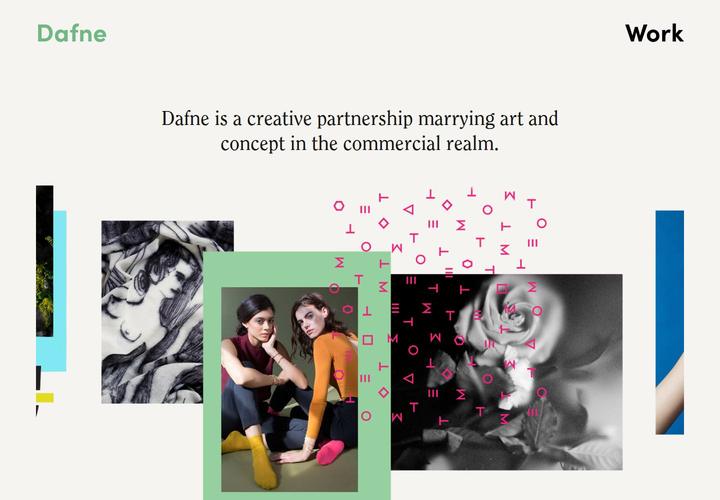 Dafne
Work
Dafne is a creative partnership marrying art and
concept in the commercial realm.